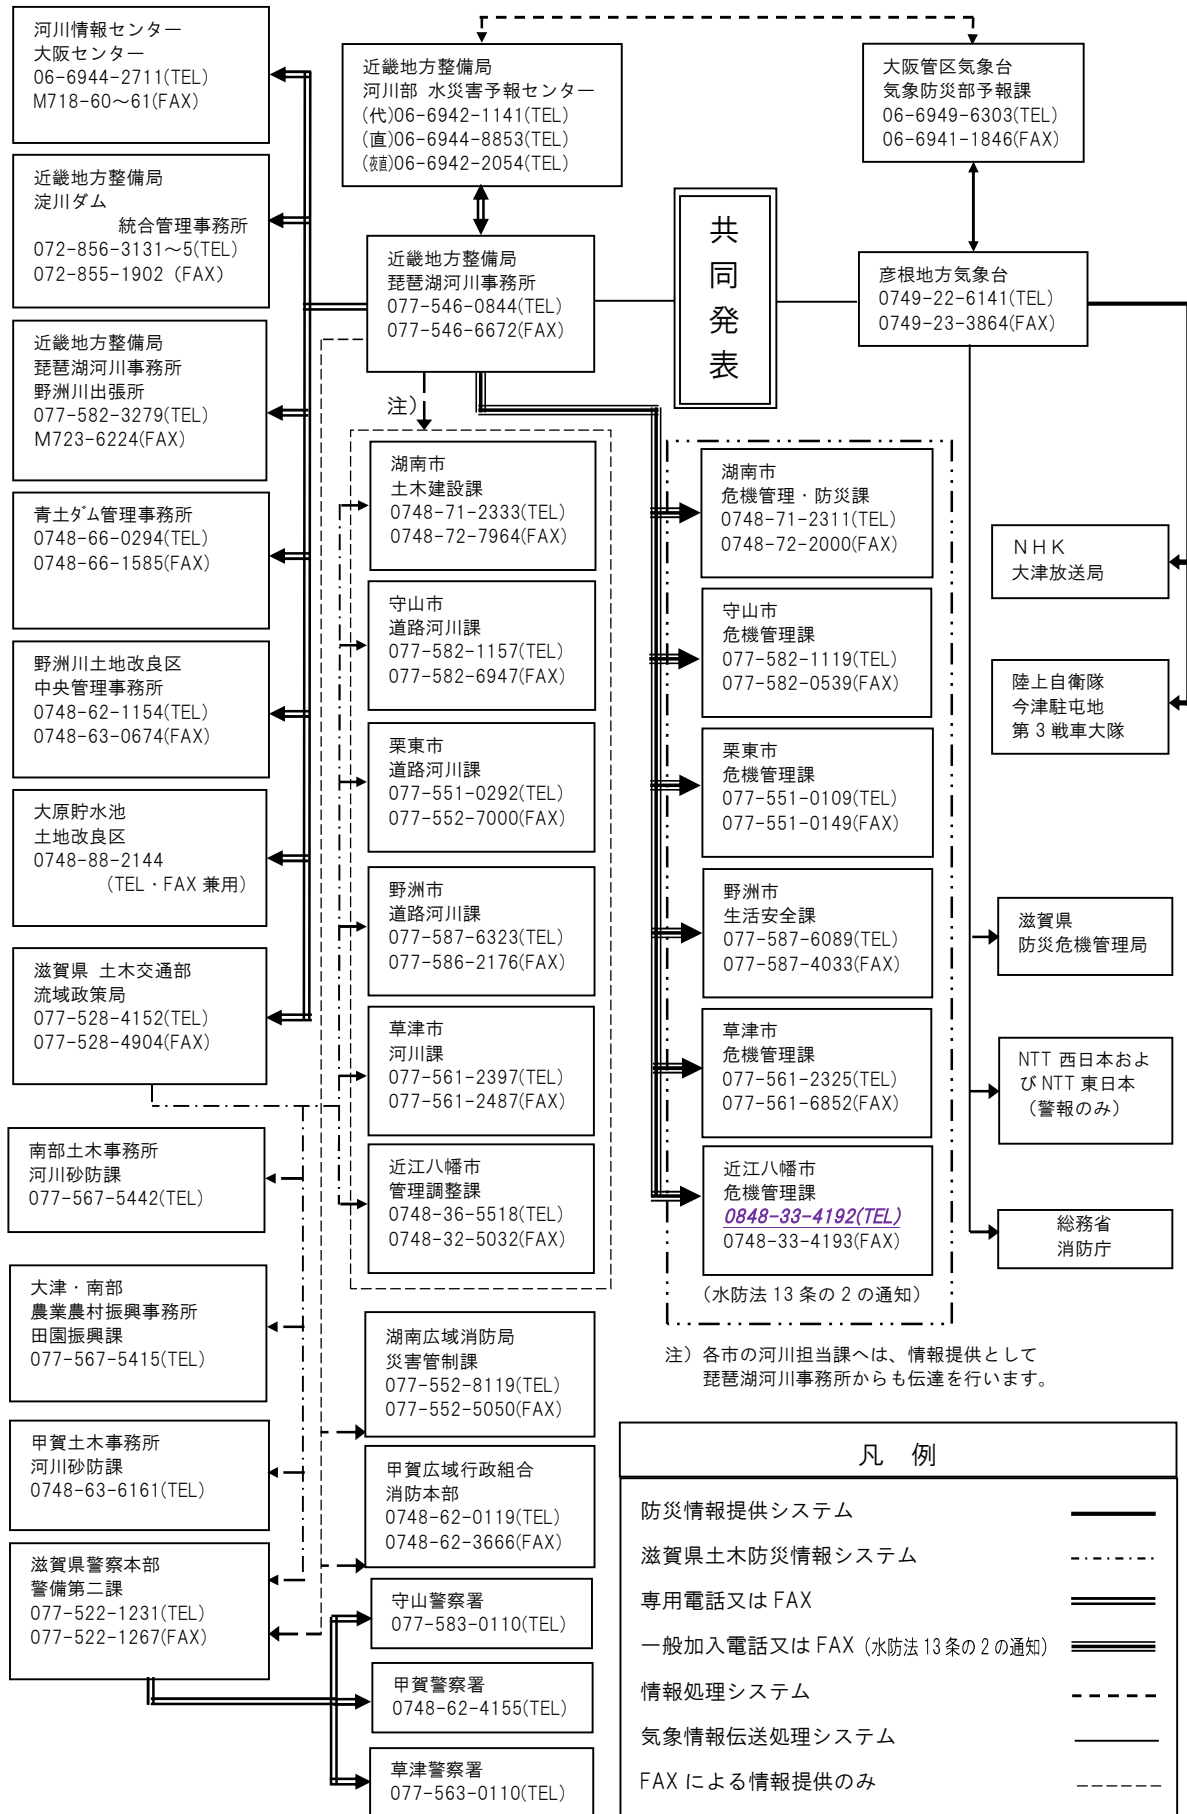 河川情報センター
大阪センター
06-6944-2711(TEL)
M718-60～61(FAX)
近畿地方整備局
淀川ダム
統合管理事務所
072-856-3131～5(TEL)
072-855-1902 (FAX)
近畿地方整備局
琵琶湖河川事務所
野洲川出張所
077-582-3279(TEL)
M723-6224(FAX)
青土ダム管理事務所
0748-66-0294(TEL)
0748-66-1585(FAX)
野洲川土地改良区
中央管理事務所
0748-62-1154(TEL)
0748-63-0674(FAX)
大原貯水池
土地改良区
0748-88-2144
(TEL・FAX 兼用)
滋賀県 土木交通部
流域政策局
077-528-4152(TEL)
077-528-4904(FAX)
南部土木事務所
河川砂防課
077-567-5442(TEL)
大津・南部
農業農村振興事務所
田園振興課
077-567-5415(TEL)
甲賀土木事務所
河川砂防課
0748-63-6161(TEL)
滋賀県警察本部
警備第二課
077-522-1231(TEL)
077-522-1267(FAX)
近畿地方整備局
河川部 水災害予報センター
(代)06-6942-1141(TEL)
(直)06-6944-8853(TEL)
(夜直)06-6942-2054(TEL)
近畿地方整備局
琵琶湖河川事務所
077-546-0844(TEL)
077-546-6672(FAX)
注)
湖南市
土木建設課
0748-71-2333(TEL)
0748-72-7964(FAX)
守山市
道路河川課
077-582-1157(TEL)
077-582-6947(FAX)
栗東市
道路河川課
077-551-0292(TEL)
077-552-7000(FAX)
野洲市
道路河川課
077-587-6323(TEL)
077-586-2176(FAX)
草津市
河川課
077-561-2397(TEL)
077-561-2487(FAX)
近江八幡市
管理調整課
0748-36-5518(TEL)
0748-32-5032(FAX)
湖南広域消防局
災害管制課
077-552-8119(TEL)
077-552-5050(FAX)
甲賀広域行政組合
消防本部
0748-62-0119(TEL)
0748-62-3666(FAX)
守山警察署
077-583-0110(TEL)
甲賀警察署
0748-62-4155(TEL)
草津警察署
077-563-0110(TEL)
共
同
発
表
大阪管区気象台
気象防災部予報課
06-6949-6303(TEL)
06-6941-1846(FAX)
彦根地方気象台
0749-22-6141(TEL)
0749-23-3864(FAX)
湖南市
危機管理・防災課
0748-71-2311(TEL)
0748-72-2000(FAX)
守山市
危機管理課
077-582-1119(TEL)
077-582-0539(FAX)
栗東市
危機管理課
077-551-0109(TEL)
077-551-0149(FAX)
野洲市
生活安全課
077-587-6089(TEL)
077-587-4033(FAX)
草津市
危機管理課
077-561-2325(TEL)
077-561-6852(FAX)
近江八幡市
危機管理課
0848-33-4192(TEL)
0748-33-4193(FAX)
(水防法 13 条の 2 の通知)
NHK
大津放送局
陸上自衛隊
今津駐屯地
第 3 戦車大隊
滋賀県
防災危機管理局
NTT 西日本およ
び NTT 東日本
(警報のみ)
総務省
消防庁
注) 各市の河川担当課へは、情報提供として
琵琶湖河川事務所からも伝達を行います。
凡 例
防災情報提供システム
滋賀県土木防災情報システム
専用電話又は FAX
一般加入電話又は FAX (水防法 13 条の 2 の通知)
情報処理システム
気象情報伝送処理システム
FAX による情報提供のみ